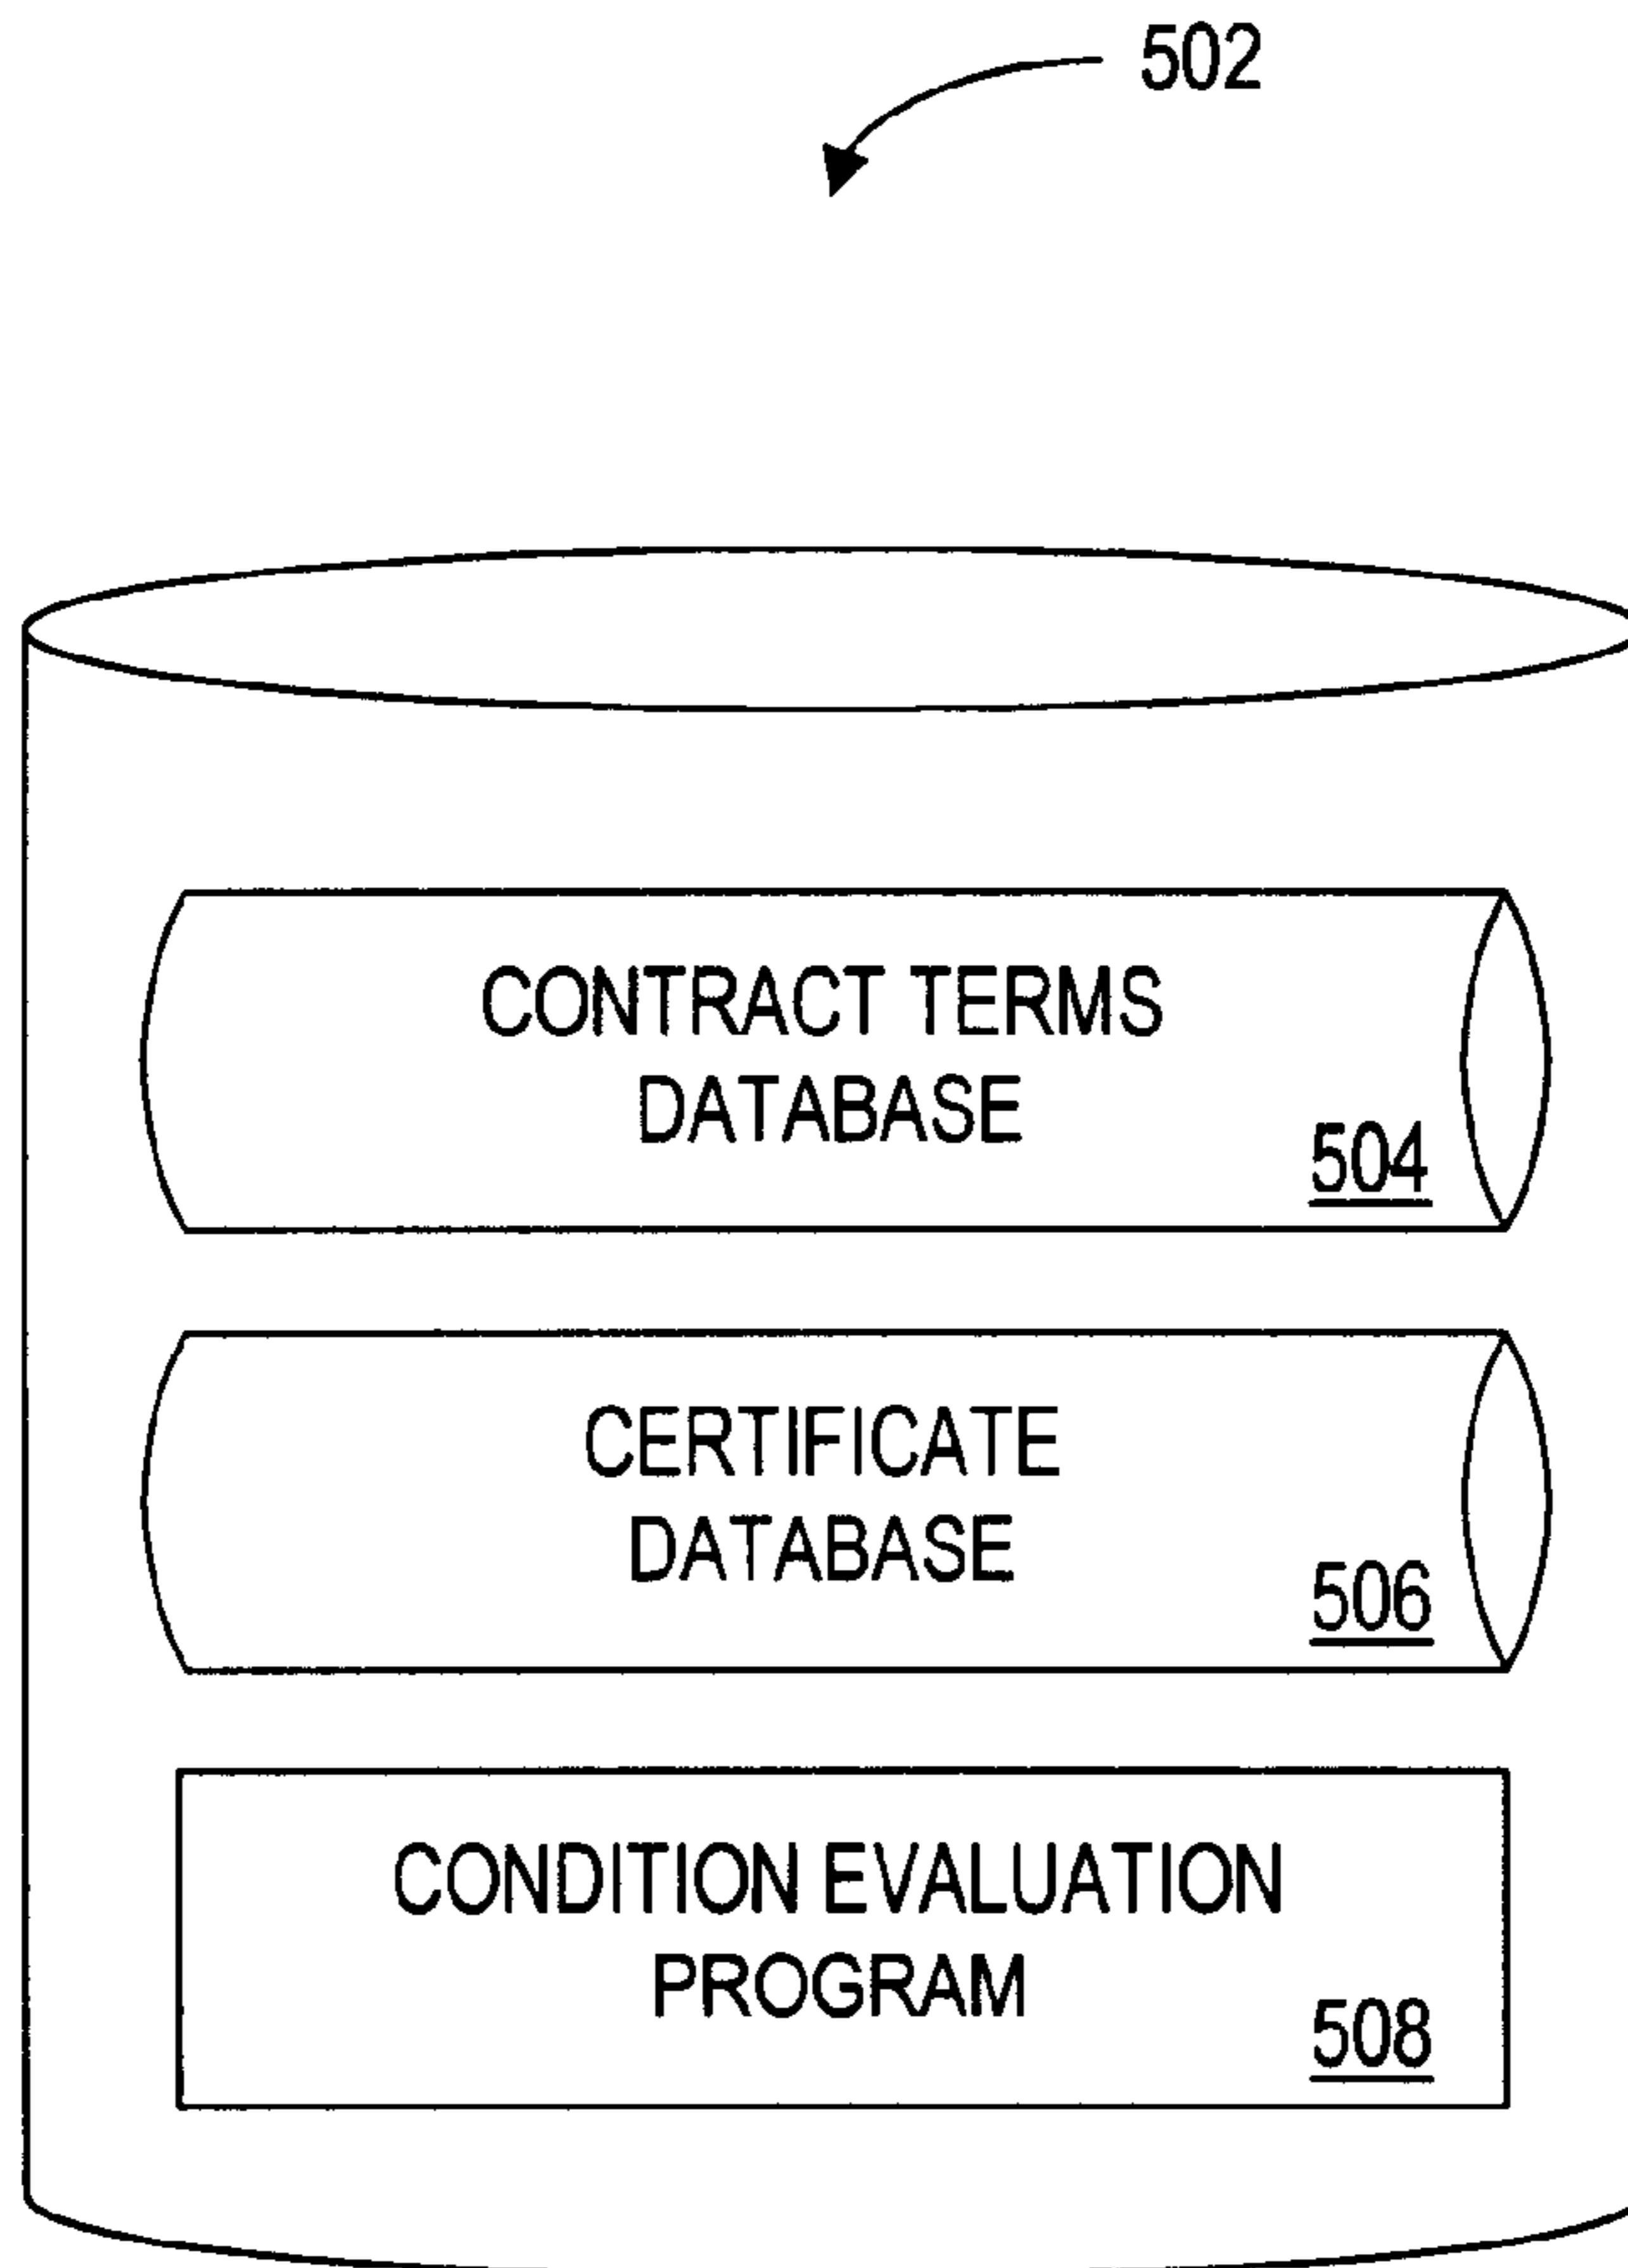 502
CONTRACT TERMS
DATABASE
504
CERTIFICATE
DATABASE
506
CONDITION EVALUATION
PROGRAM
508